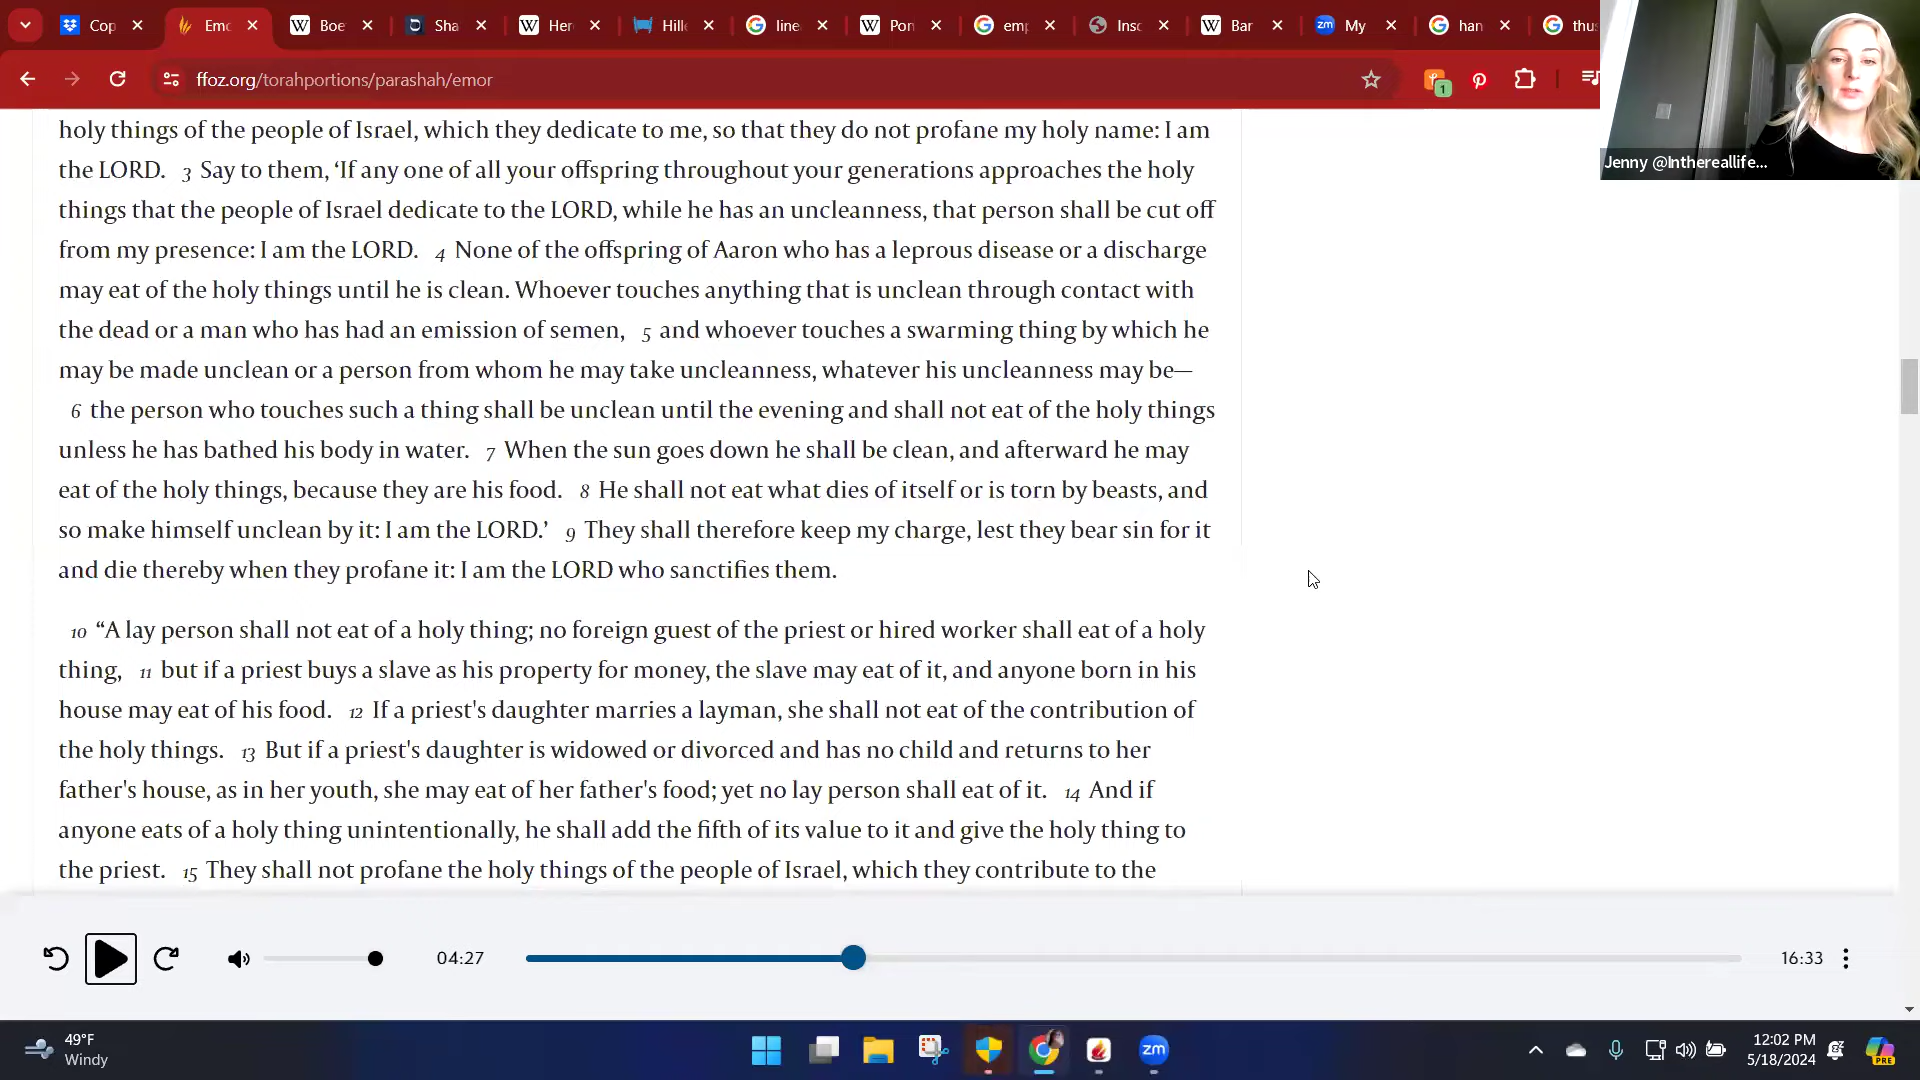 Cop
Emo
Boe
Sha
Her
Hille
line
Pon
emp
Insc
Bar
My
han
thu
ffoz.org/torahportions/parashah/emor
1
Jenny @Inthereallife...
holy things of the people of Israel, which they dedicate to me, so that they do not profane my holy name: I am
the LORD. 3 Say to them, ‘If any one of all your offspring throughout your generations approaches the holy
things that the people of Israel dedicate to the LORD, while he has an uncleanness, that person shall be cut off
from my presence: I am the LORD. 4 None of the offspring of Aaron who has a leprous disease or a discharge
may eat of the holy things until he is clean. Whoever touches anything that is unclean through contact with
the dead or a man who has had an emission of semen, 5 and whoever touches a swarming thing by which he
may be made unclean or a person from whom he may take uncleanness, whatever his uncleanness may be—
6 the person who touches such a thing shall be unclean until the evening and shall not eat of the holy things
unless he has bathed his body in water. 7 When the sun goes down he shall be clean, and afterward he may
eat of the holy things, because they are his food. 8 He shall not eat what dies of itself or is torn by beasts, and
so make himself unclean by it: I am the LORD.’ 9 They shall therefore keep my charge, lest they bear sin for it
and die thereby when they profane it: I am the LORD who sanctifies them.
10 “A lay person shall not eat of a holy thing; no foreign guest of the priest or hired worker shall eat of a holy
thing, 11 but if a priest buys a slave as his property for money, the slave may eat of it, and anyone born in his
house may eat of his food. 12 If a priest's daughter marries a layman, she shall not eat of the contribution of
the holy things. 13 But if a priest's daughter is widowed or divorced and has no child and returns to her
father's house, as in her youth, she may eat of her father's food; yet no lay person shall eat of it. 14 And if
anyone eats of a holy thing unintentionally, he shall add the fifth of its value to it and give the holy thing to
the priest. 15 They shall not profane the holy things of the people of Israel, which they contribute to the
04:27
16:33
49°F
Windy
zm
12:02 PM
5/18/2024
PRE